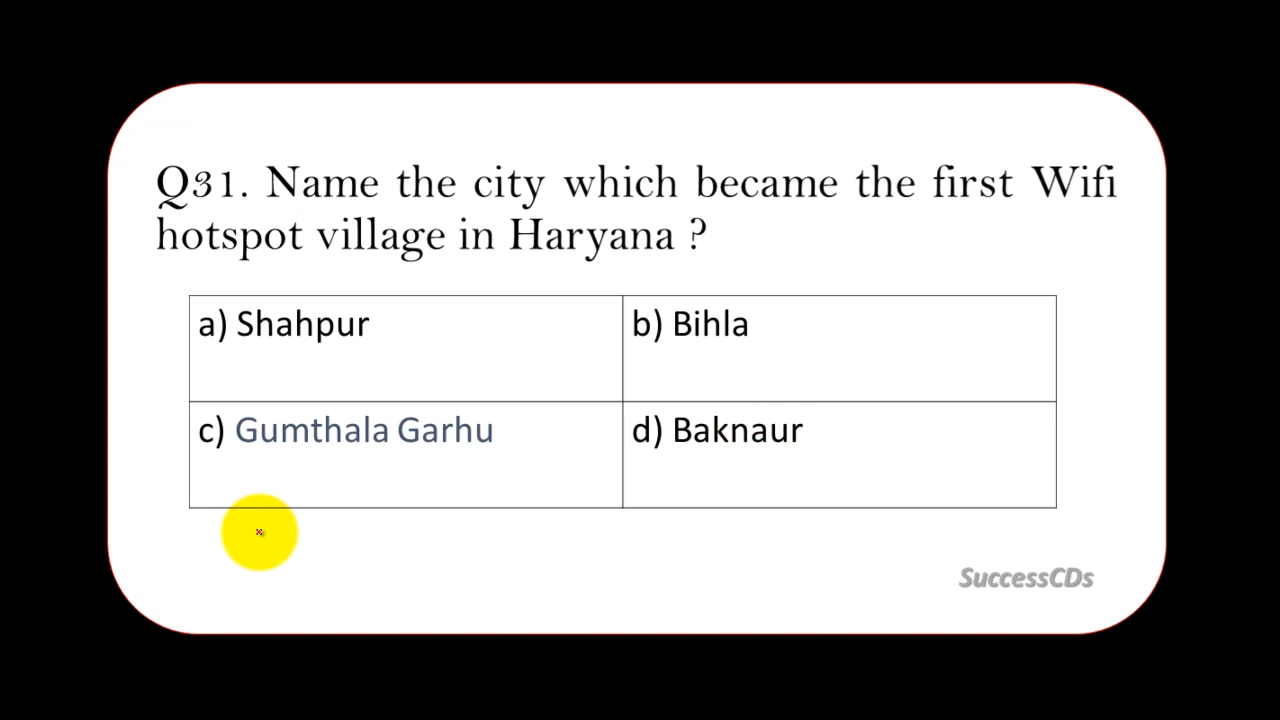 Q31. Name the city which became the first Wifi
hotspot village in Haryana ?
a) Shahpur
b) Bihla
c) Gumthala Garhu
d) Baknaur
SuccessCDs